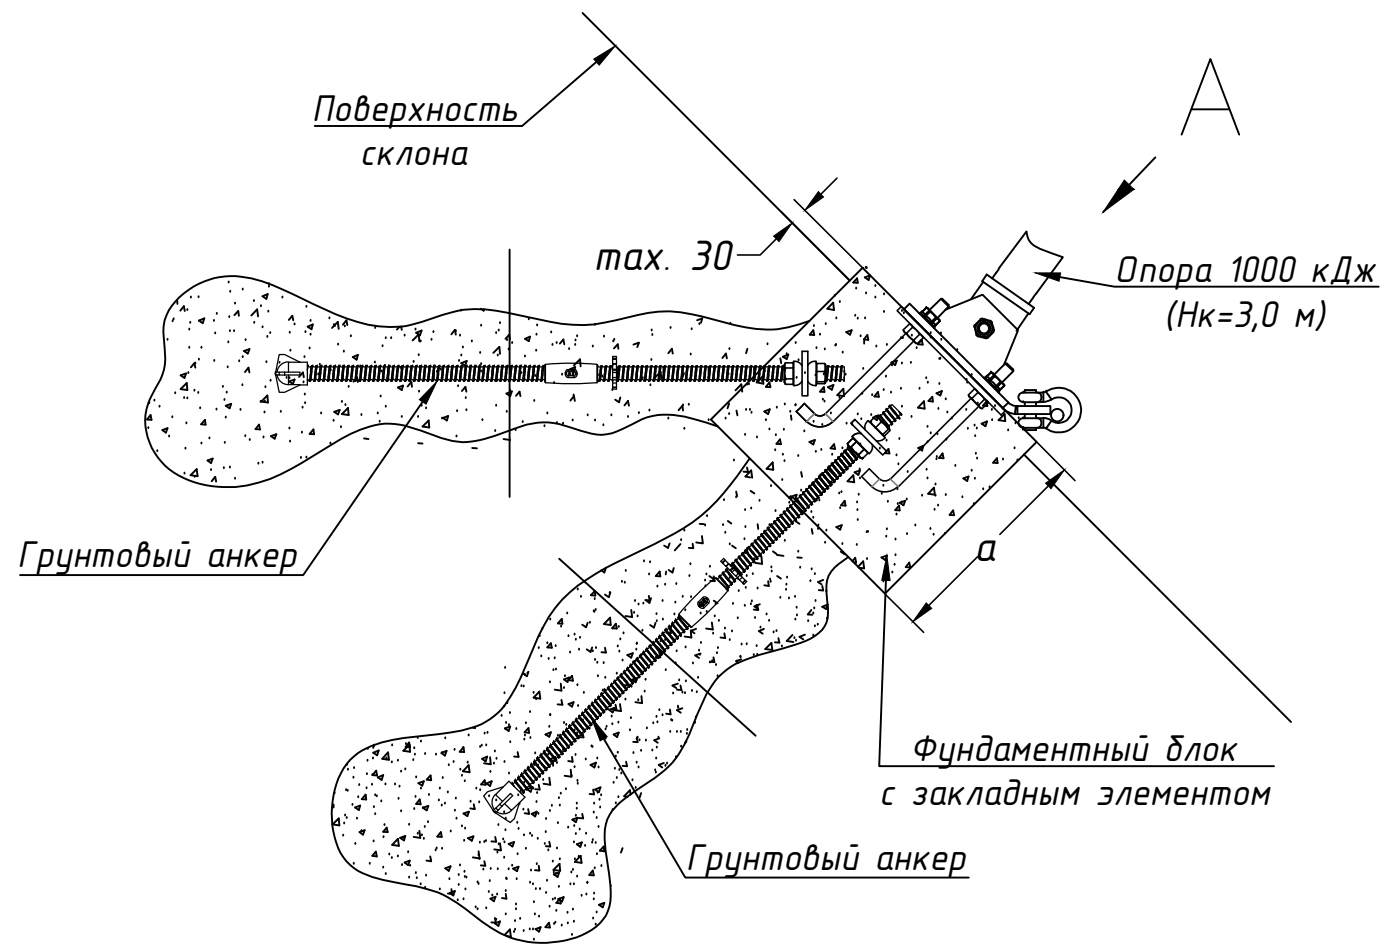 A
Поверхность
склона
max. 30
Опора 1000 кДж
(Нк=3,0 м)
Грунтовый анкер
a
Фундаментный блок
с закладным элементом
Грунтовый анкер